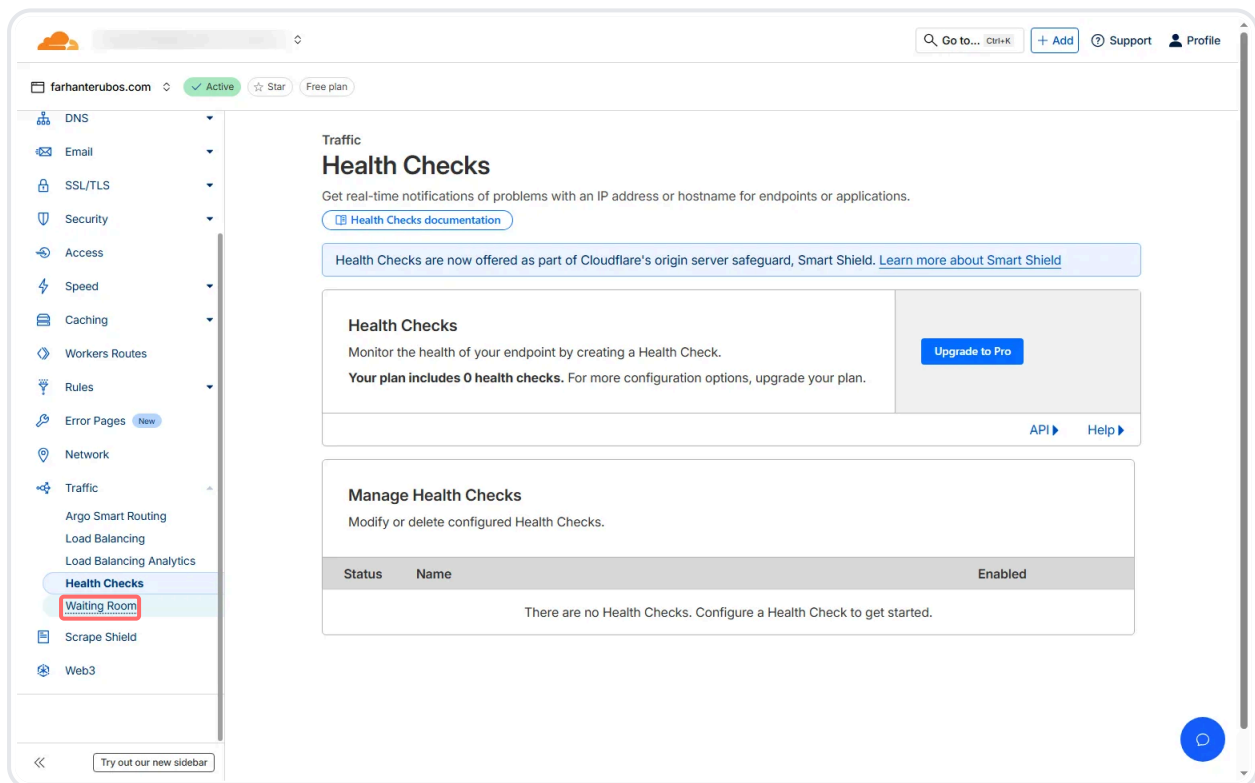 Go to... Ctrl+K
+ Add
Support
Profile
farhanterubos.com
Active
Star
Free plan
DNS
Email
SSL/TLS
Security
Access
Speed
Caching
Workers Routes
Rules
Error Pages New
Network
Traffic
Argo Smart Routing
Load Balancing
Load Balancing Analytics
Health Checks
Waiting Room
Scrape Shield
Web3
Try out our new sidebar
Traffic
Health Checks
Get real-time notifications of problems with an IP address or hostname for endpoints or applications.
Health Checks documentation
Health Checks are now offered as part of Cloudflare's origin server safeguard, Smart Shield. Learn more about Smart Shield
Health Checks
Monitor the health of your endpoint by creating a Health Check.
Your plan includes 0 health checks. For more configuration options, upgrade your plan.
Upgrade to Pro
API
Help
Manage Health Checks
Modify or delete configured Health Checks.
Status Name Enabled
There are no Health Checks. Configure a Health Check to get started.